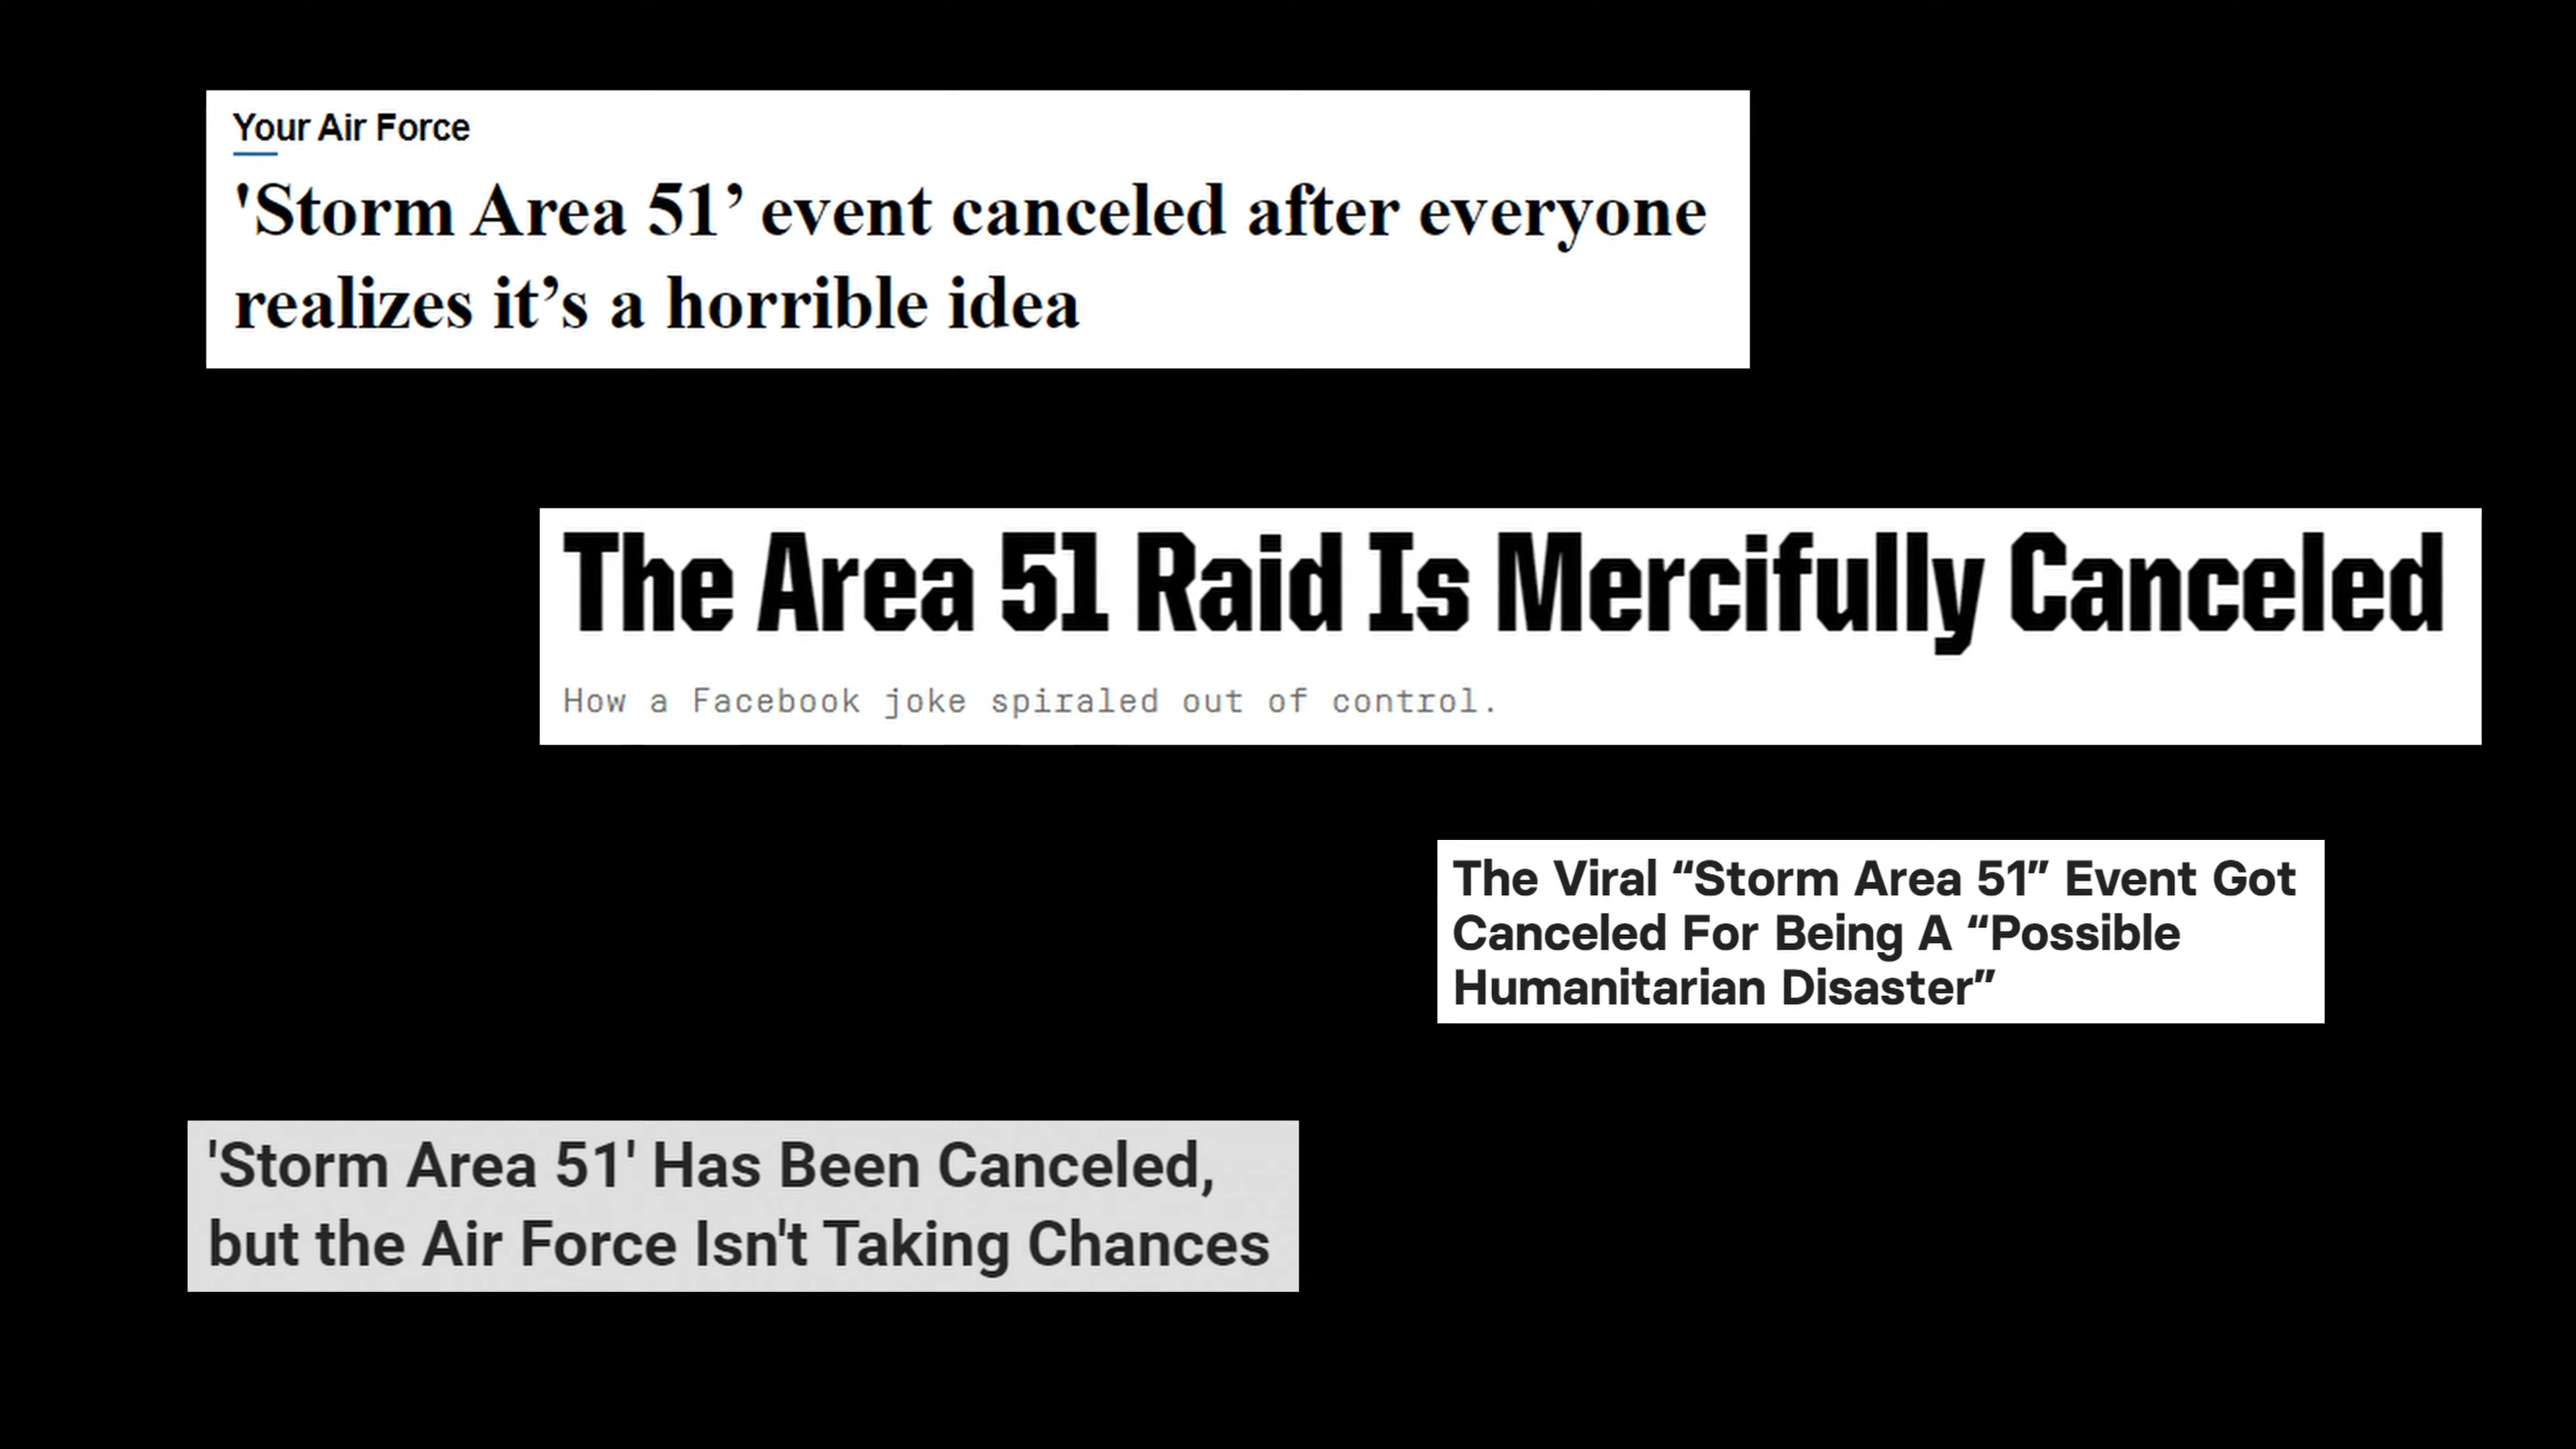 Your Air Force
'Storm Area 51’ event canceled after everyone
realizes it’s a horrible idea
The Area 51 Raid Is Mercifully Canceled
How a Facebook joke spiraled out of control.
The Viral “Storm Area 51” Event Got
Canceled For Being A “Possible
Humanitarian Disaster”
'Storm Area 51' Has Been Canceled,
but the Air Force Isn't Taking Chances